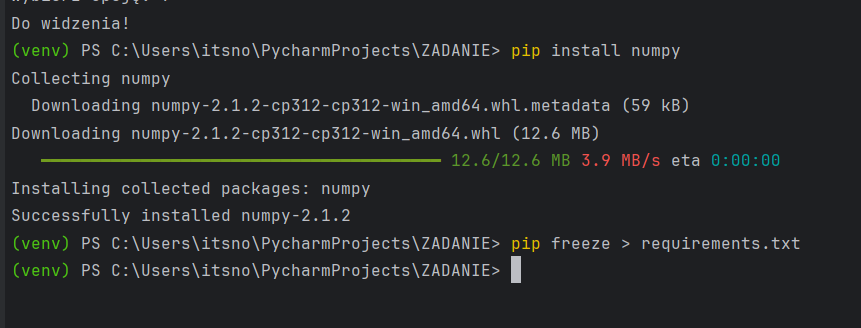 Do widzenia!
(venv) PS C:\Users\itsno\PycharmProjects\ZADANIE> pip install numpy
Collecting numpy
  Downloading numpy-2.1.2-cp312-cp312-win_amd64.whl.metadata (59 kB)
Downloading numpy-2.1.2-cp312-cp312-win_amd64.whl (12.6 MB)
12.6/12.6 MB 3.9 MB/s eta 0:00:00
Installing collected packages: numpy
Successfully installed numpy-2.1.2
(venv) PS C:\Users\itsno\PycharmProjects\ZADANIE> pip freeze > requirements.txt
(venv) PS C:\Users\itsno\PycharmProjects\ZADANIE>